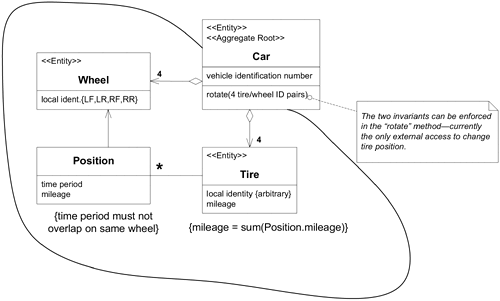 <<Entity>>
<<Aggregate Root>>
Car
vehicle identification number
rotate(4 tire/wheel ID pairs)
<<Entity>>
Wheel
local ident.{LF,LR,RF,RR}
4
The two invariants can be enforced
in the “rotate” method—currently
the only external access to change
tire position.
Position
time period
mileage
*
4
<<Entity>>
Tire
local identity {arbitrary}
mileage
{time period must not
overlap on same wheel}
{mileage = sum(Position.mileage)}